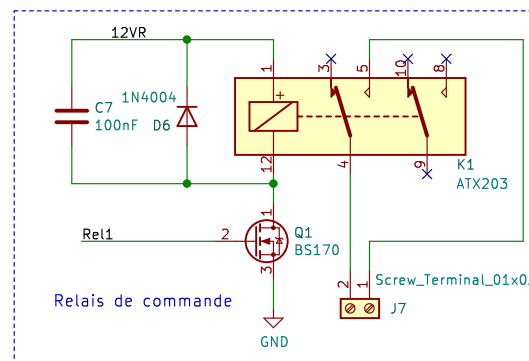 12VR
1
3
5
10
8
C7
100nF
1N4004
D6
+
12
4
9
K1
ATX203
1
Rel1
2
Q1
BS170
3
Relais de commande
GND
2
1
Screw_Terminal_01x0
J7